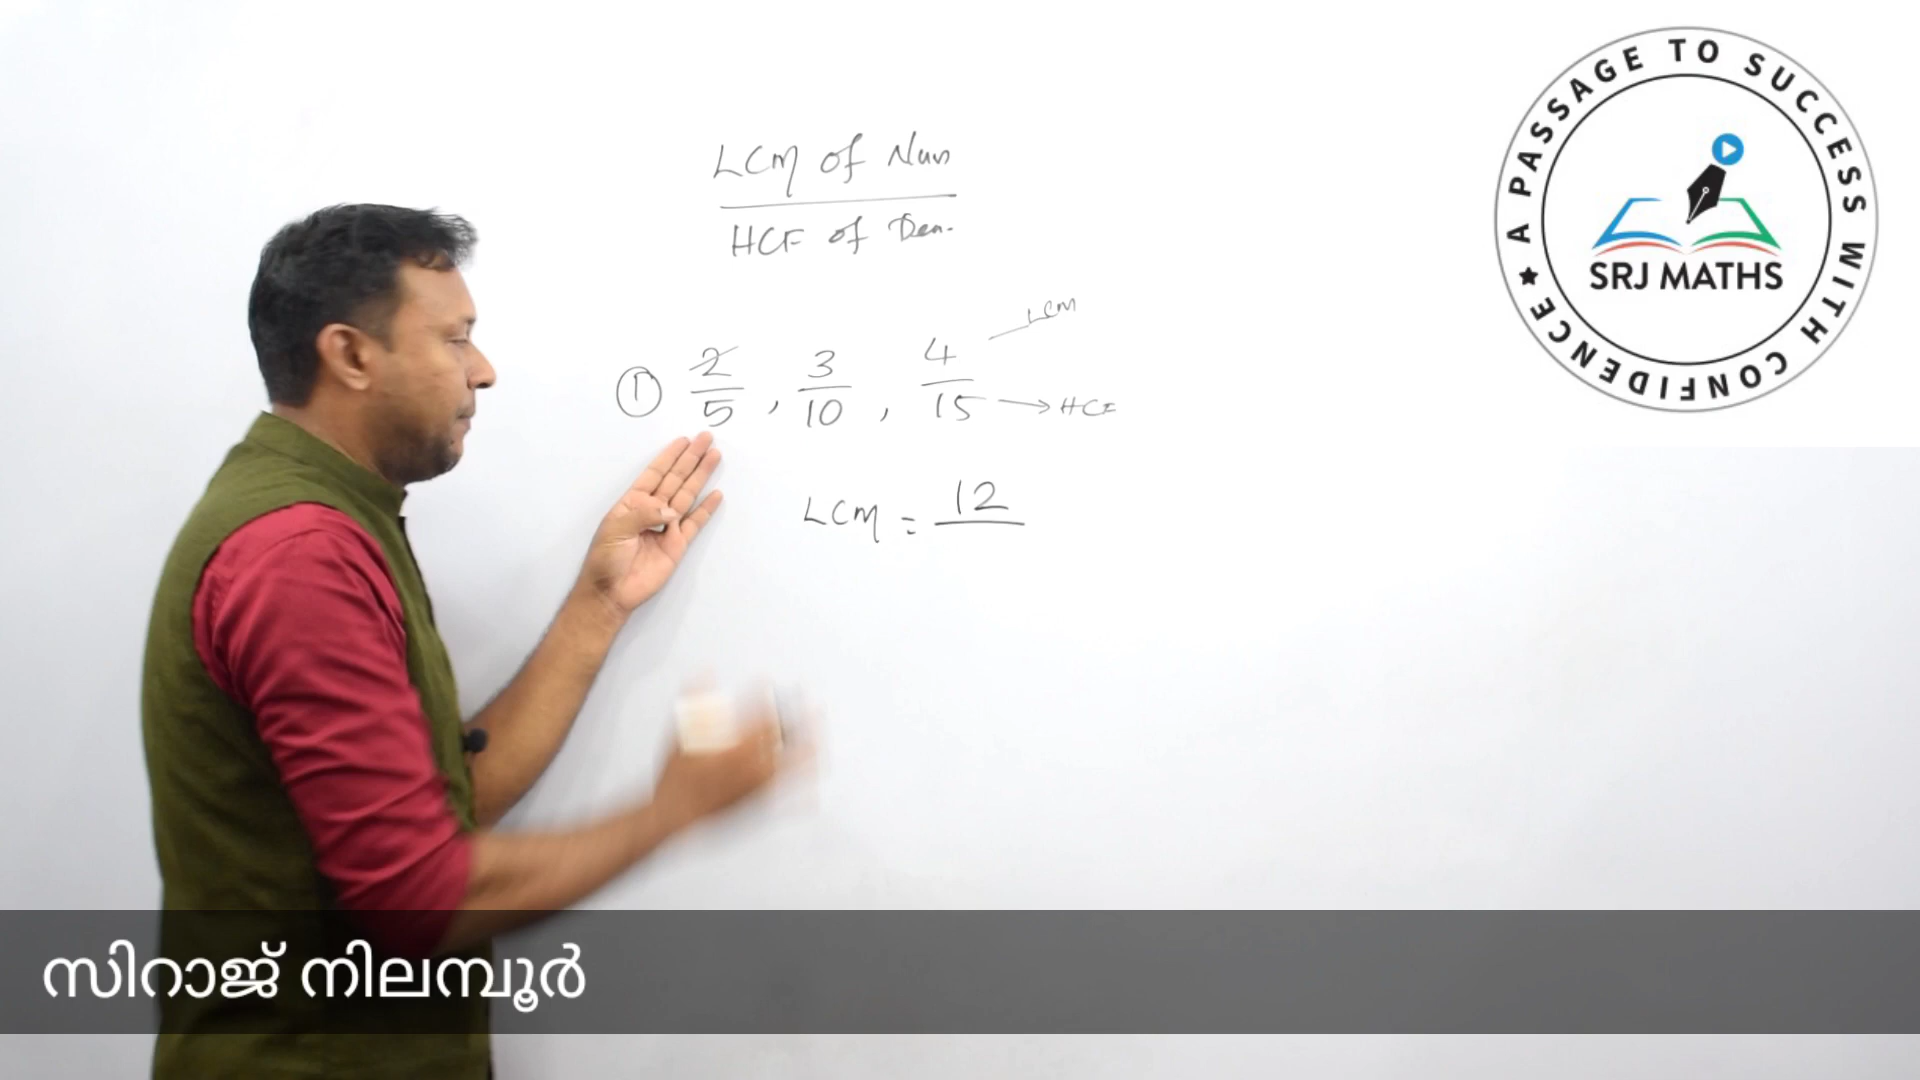 LCM of Num
HCF of Den.
LCM
① 2/5 , 3/10 , 4/15 → HCF
LCM = 12
A PASSAGE TO SUCCESS WITH CONFIDENCE ★
SRJ MATHS
സിറാജ് നിലമ്പൂർ